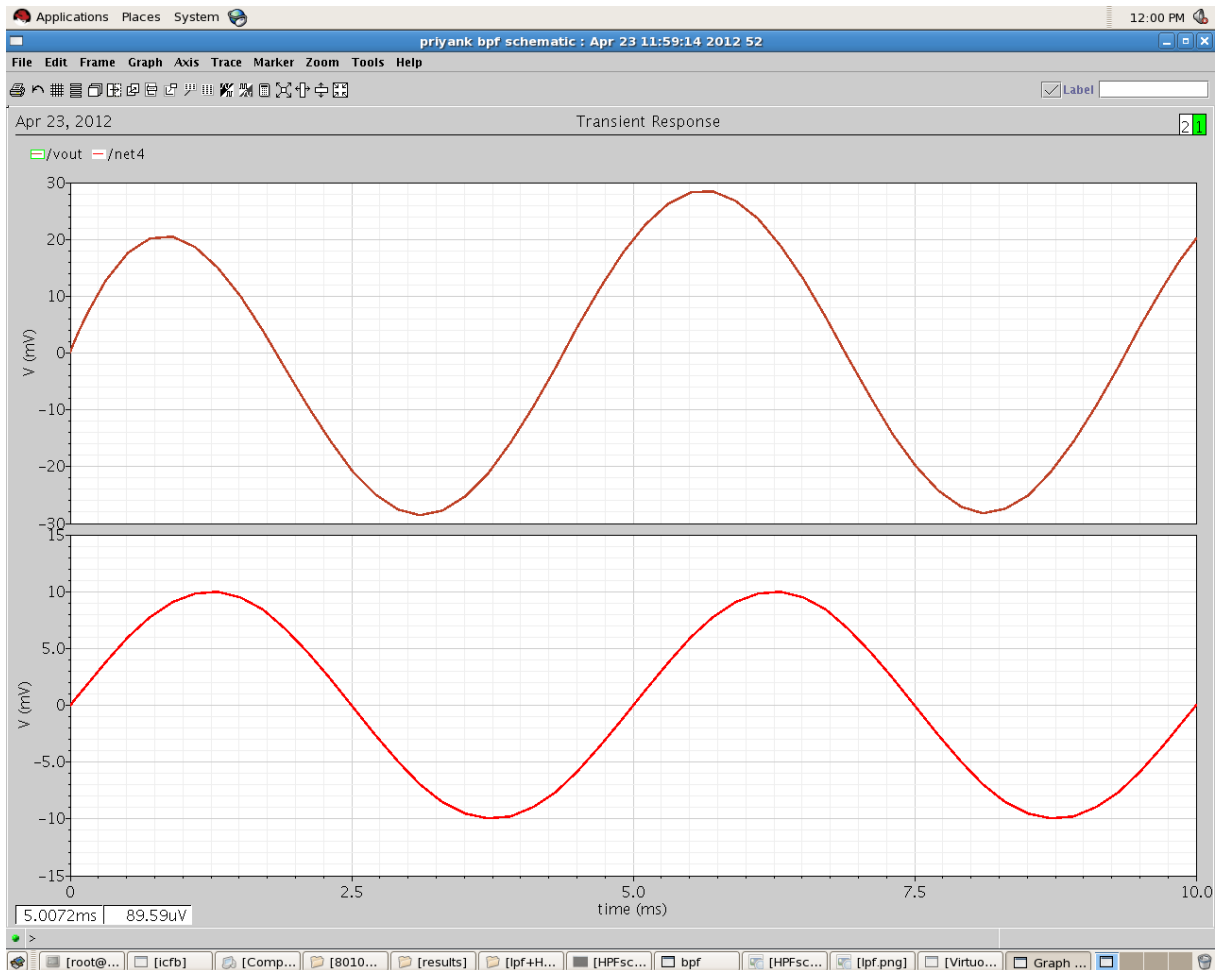 Applications Places System
12:00 PM
priyank bpf schematic : Apr 23 11:59:14 2012 52
File Edit Frame Graph Axis Trace Marker Zoom Tools Help
Label
Apr 23, 2012
Transient Response
2 1
/vout /net4
30
20
10
0
−10
−20
−30
V (mV)
15
10
5.0
0
−5.0
−10
−15
V (mV)
0 2.5 5.0 7.5 10.0
time (ms)
5.0072ms 89.59uV
>
[root@... [icfb] [Comp... [8010... [results] [lpf+H... [HPFsc... bpf [HPFsc... [lpf.png] [Virtuo... Graph ...